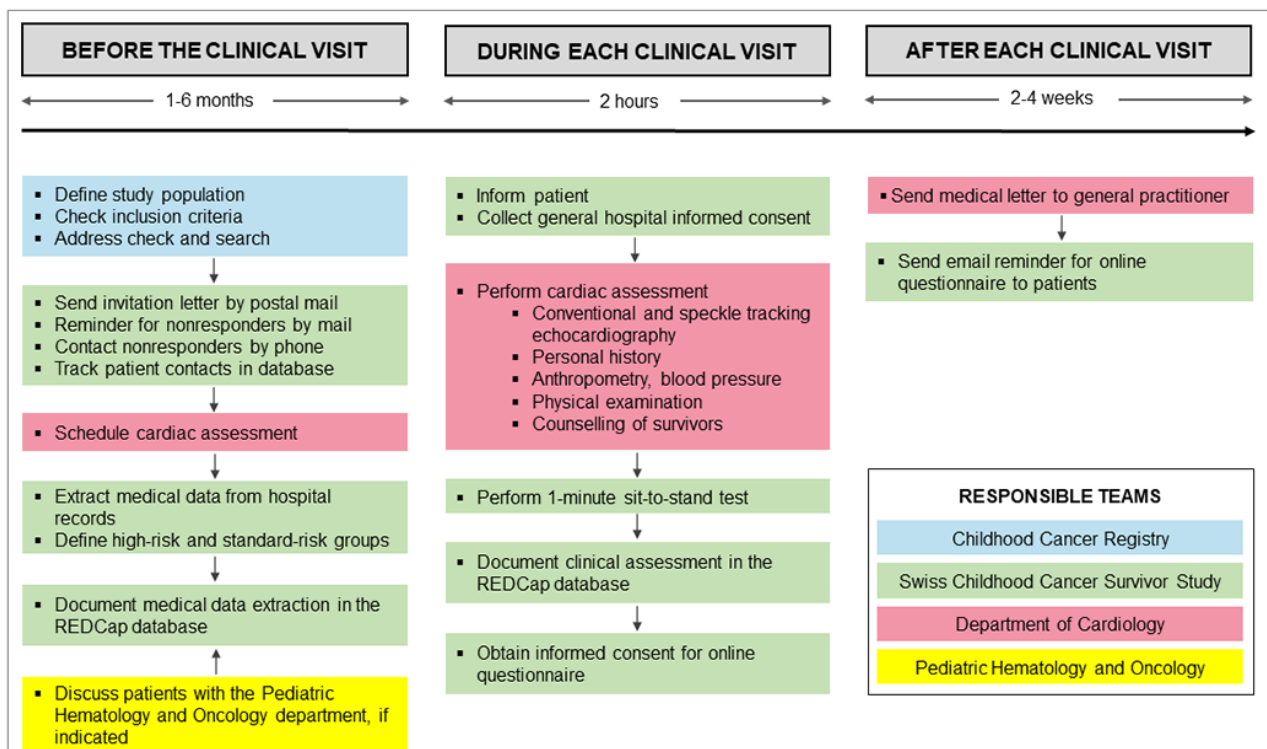 BEFORE THE CLINICAL VISIT
1-6 months
▪ Define study population
▪ Check inclusion criteria
▪ Address check and search
▪ Send invitation letter by postal mail
▪ Reminder for nonresponders by mail
▪ Contact nonresponders by phone
▪ Track patient contacts in database
▪ Schedule cardiac assessment
▪ Extract medical data from hospital
records
▪ Define high-risk and standard-risk groups
▪ Document medical data extraction in the
REDCap database
▪ Discuss patients with the Pediatric
Hematology and Oncology department, if
indicated
DURING EACH CLINICAL VISIT
2 hours
▪ Inform patient
▪ Collect general hospital informed consent
▪ Perform cardiac assessment
▪ Conventional and speckle tracking
echocardiography
▪ Personal history
▪ Anthropometry, blood pressure
▪ Physical examination
▪ Counselling of survivors
▪ Perform 1-minute sit-to-stand test
▪ Document clinical assessment in the
REDCap database
▪ Obtain informed consent for online
questionnaire
AFTER EACH CLINICAL VISIT
2-4 weeks
▪ Send medical letter to general practitioner
▪ Send email reminder for online
questionnaire to patients
RESPONSIBLE TEAMS
Childhood Cancer Registry
Swiss Childhood Cancer Survivor Study
Department of Cardiology
Pediatric Hematology and Oncology